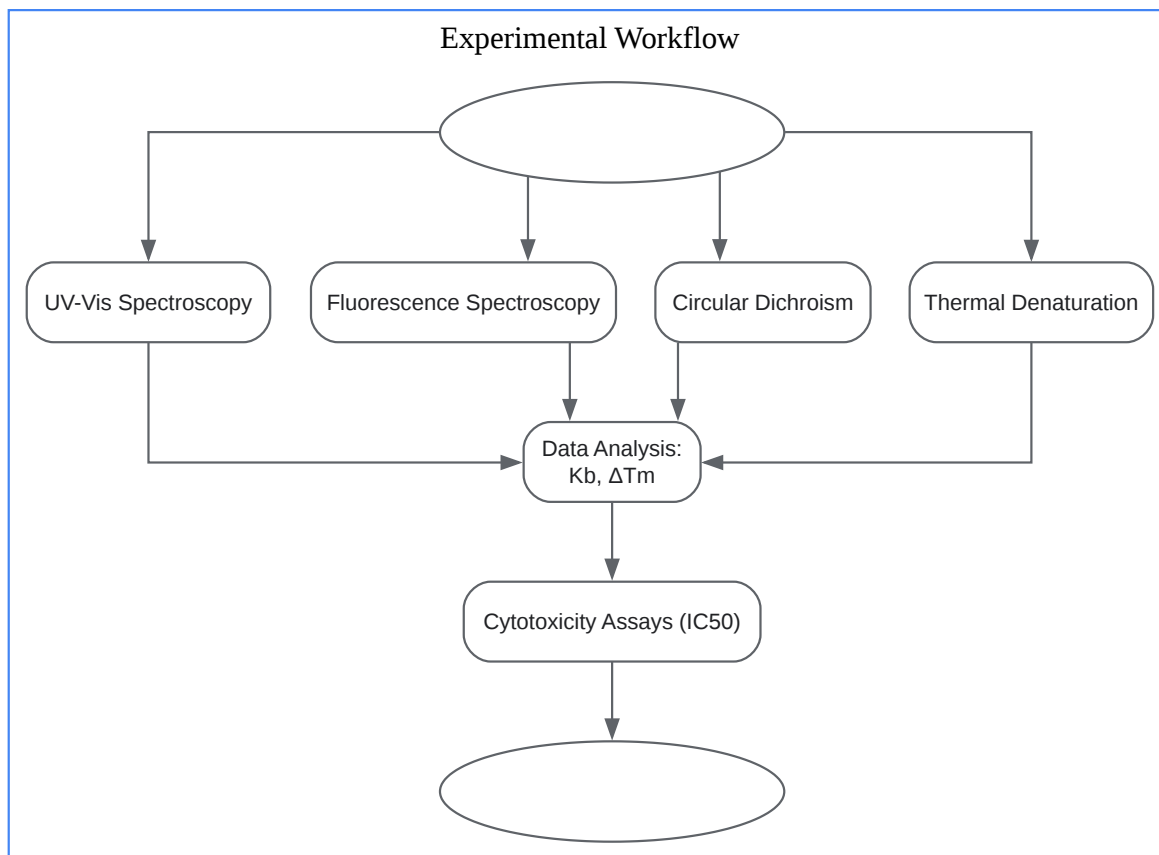 Experimental Workflow
UV-Vis Spectroscopy
Fluorescence Spectroscopy
Circular Dichroism
Thermal Denaturation
Data Analysis:
Kb, ΔTm
Cytotoxicity Assays (IC50)